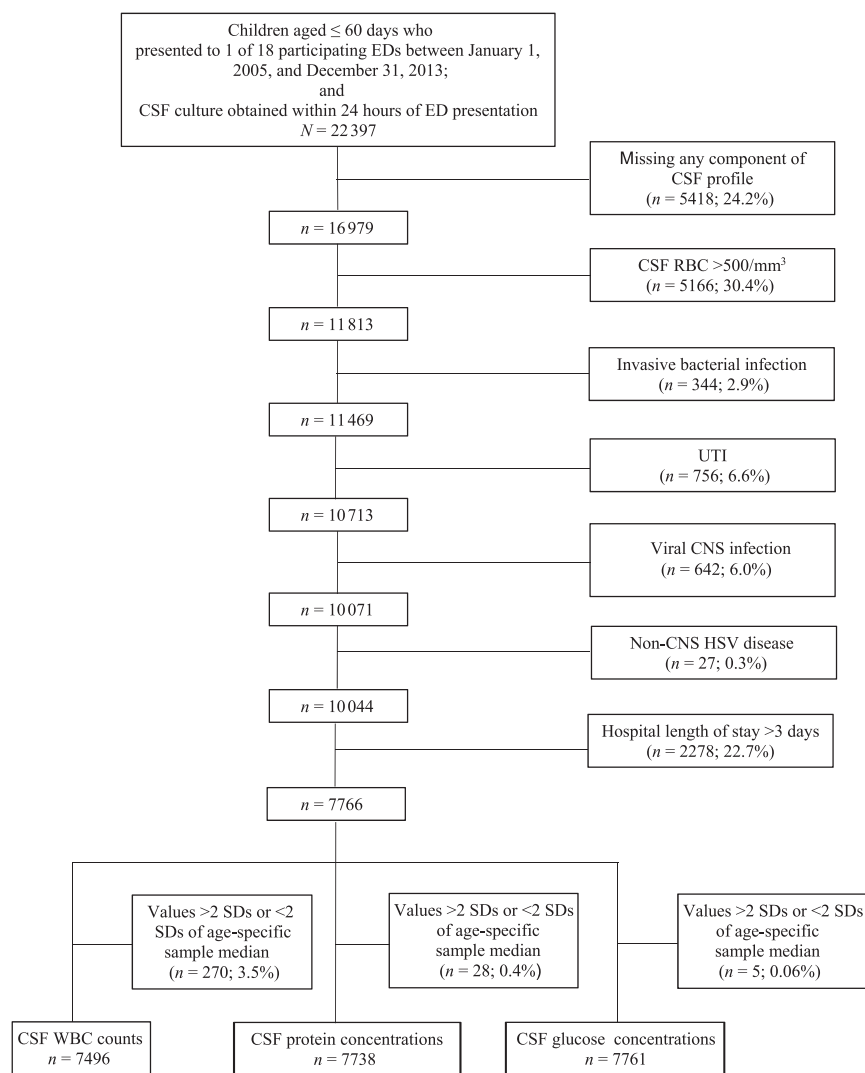 Children aged ≤ 60 days who
presented to 1 of 18 participating EDs between January 1,
2005, and December 31, 2013;
and
CSF culture obtained within 24 hours of ED presentation
N = 22 397
Missing any component of
CSF profile
(n = 5418; 24.2%)
n = 16 979
CSF RBC >500/mm³
(n = 5166; 30.4%)
n = 11 813
Invasive bacterial infection
(n = 344; 2.9%)
n = 11 469
UTI
(n = 756; 6.6%)
n = 10 713
Viral CNS infection
(n = 642; 6.0%)
n = 10 071
Non-CNS HSV disease
(n = 27; 0.3%)
n = 10 044
Hospital length of stay >3 days
(n = 2278; 22.7%)
n = 7766
Values >2 SDs or <2
SDs of age-specific
sample median
(n = 270; 3.5%)
Values >2 SDs or <2 SDs
of age-specific
sample median
(n = 28; 0.4%)
Values >2 SDs or <2 SDs
of age-specific
sample median
(n = 5; 0.06%)
CSF WBC counts
n = 7496
CSF protein concentrations
n = 7738
CSF glucose concentrations
n = 7761